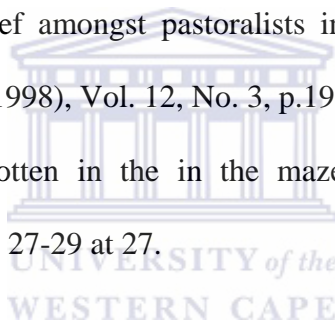 ef amongst pastoralists in
1998), Vol. 12, No. 3, p.19
otten in the in the maze
27-29 at 27.
UNIVERSITY of the
WESTERN CAPE